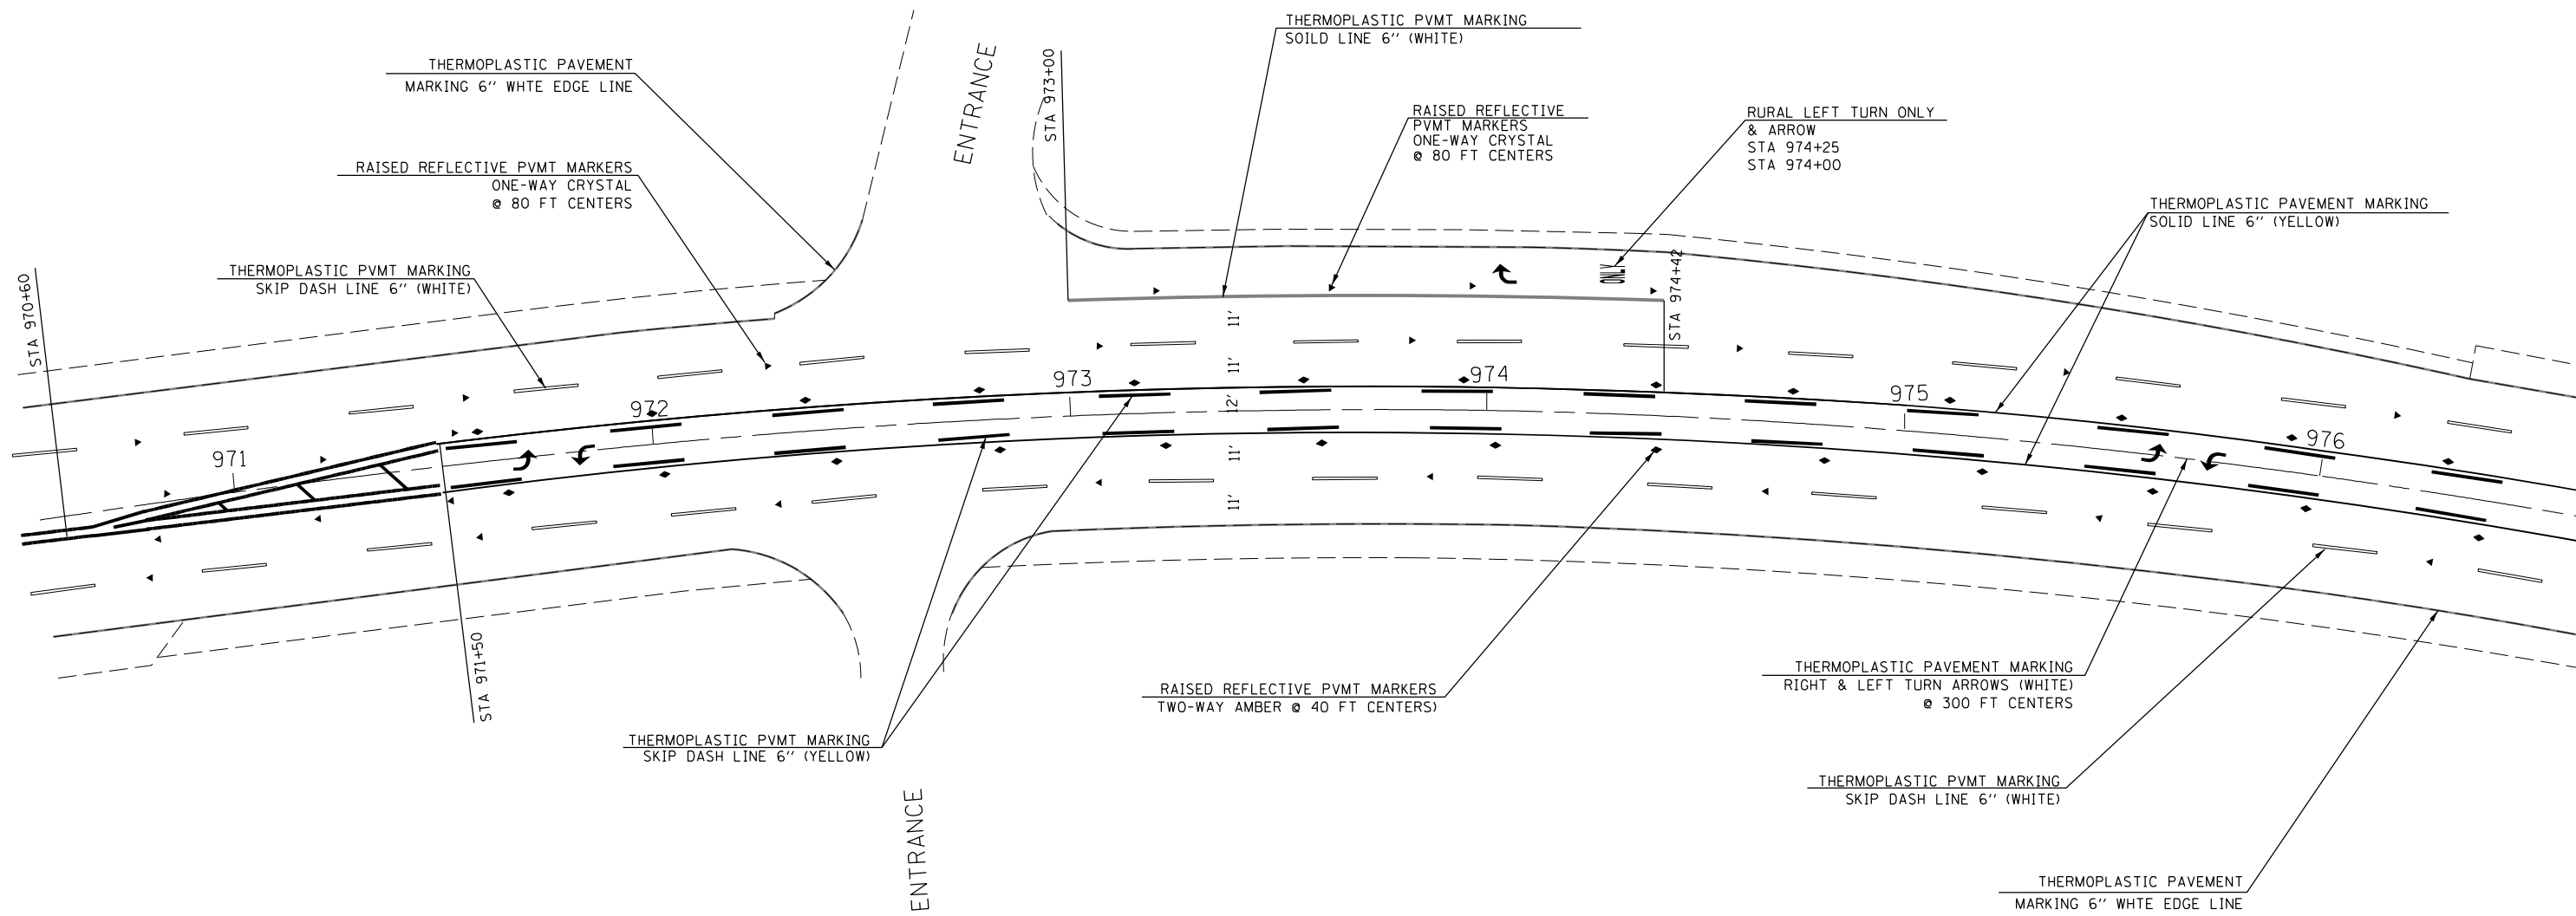 THERMOPLASTIC PVMT MARKING
SOILD LINE 6'' (WHITE)
THERMOPLASTIC PAVEMENT
MARKING 6'' WHTE EDGE LINE
ENTRANCE
STA 973+00
RAISED REFLECTIVE
PVMT MARKERS
ONE-WAY CRYSTAL
@ 80 FT CENTERS
RURAL LEFT TURN ONLY
& ARROW
STA 974+25
STA 974+00
RAISED REFLECTIVE PVMT MARKERS
ONE-WAY CRYSTAL
@ 80 FT CENTERS
THERMOPLASTIC PAVEMENT MARKING
SOLID LINE 6'' (YELLOW)
THERMOPLASTIC PVMT MARKING
SKIP DASH LINE 6'' (WHITE)
STA 970+60
STA 974+42
11'
11'
12'
11'
11'
971
972
973
974
975
976
STA 971+50
THERMOPLASTIC PAVEMENT MARKING
RIGHT & LEFT TURN ARROWS (WHITE)
@ 300 FT CENTERS
RAISED REFLECTIVE PVMT MARKERS
TWO-WAY AMBER @ 40 FT CENTERS)
THERMOPLASTIC PVMT MARKING
SKIP DASH LINE 6'' (YELLOW)
THERMOPLASTIC PVMT MARKING
SKIP DASH LINE 6'' (WHITE)
ENTRANCE
THERMOPLASTIC PAVEMENT
MARKING 6'' WHTE EDGE LINE